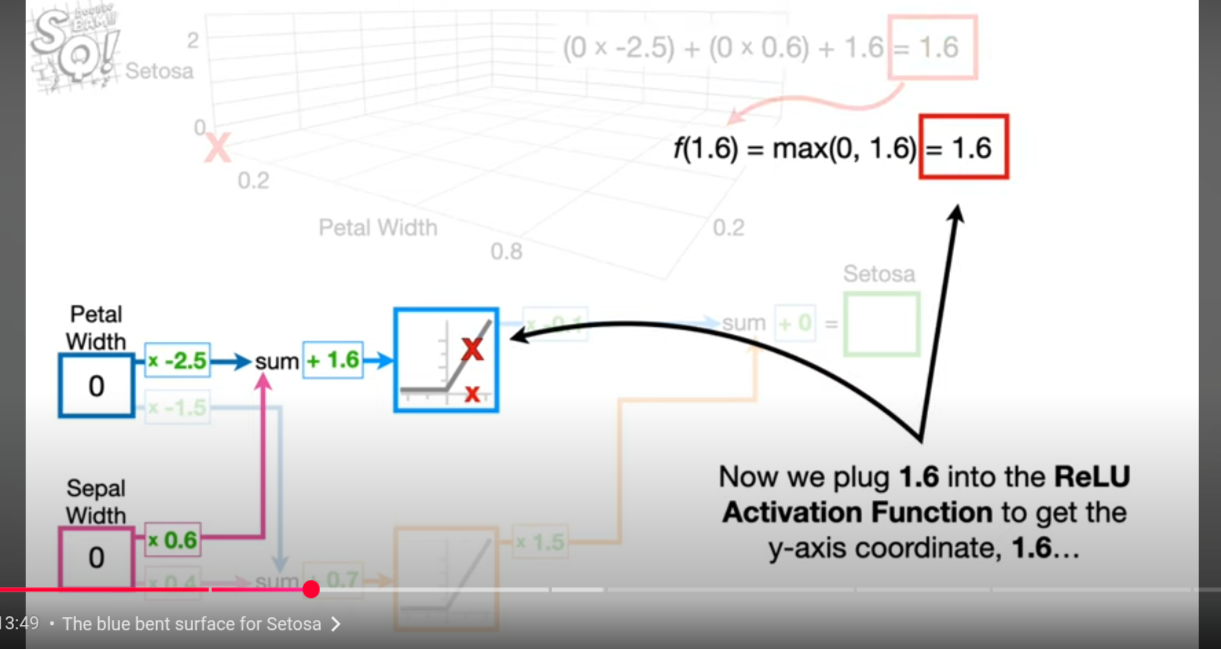 2
Setosa
0
X
0.2
Petal Width
0.8
0.2
(0 x -2.5) + (0 x 0.6) + 1.6 = 1.6
f(1.6) = max(0, 1.6) = 1.6
Setosa
Petal
Width
0
x -2.5
sum
+ 1.6
X
X
x -0.1
sum
+ 0
=
x -1.5
Sepal
Width
0
x 0.6
x 0.4
sum
0.7
x 1.5
Now we plug 1.6 into the ReLU
Activation Function to get the
y-axis coordinate, 1.6...
13:49 • The blue bent surface for Setosa